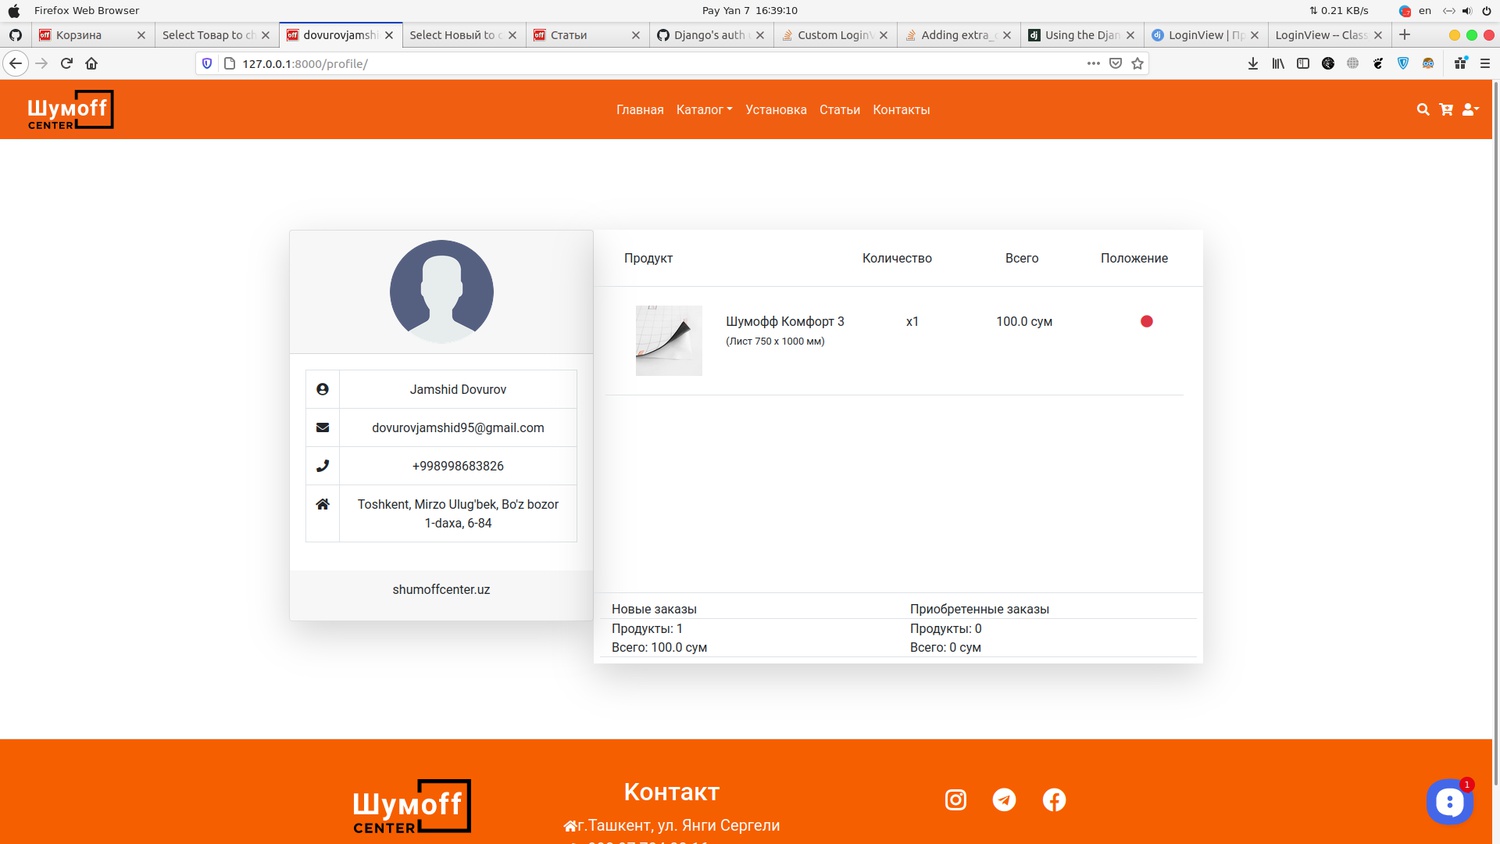 Firefox Web Browser
Pay Yan 7 16:39:10
0.21 KB/s
en
Корзина
Select Товар to ch
dovurovjamshi
Select Новый to c
Статьи
Django's auth
Custom LoginV
Adding extra_
Using the Djan
LoginView | Пр
LoginView -- Class
127.0.0.1:8000/profile/
Шумoff
CENTER
Главная
Каталог
Установка
Статьи
Контакты
Продукт
Количество
Всего
Положение
Шумофф Комфорт 3
(Лист 750 x 1000 мм)
x1
100.0 сум
Jamshid Dovurov
dovurovjamshid95@gmail.com
+998998683826
Toshkent, Mirzo Ulug'bek, Bo'z bozor
1-daxa, 6-84
shumoffcenter.uz
Новые заказы
Приобретенные заказы
Продукты: 1
Продукты: 0
Всего: 100.0 сум
Всего: 0 сум
Шумoff
CENTER
Контакт
г.Ташкент, ул. Янги Сергели
1